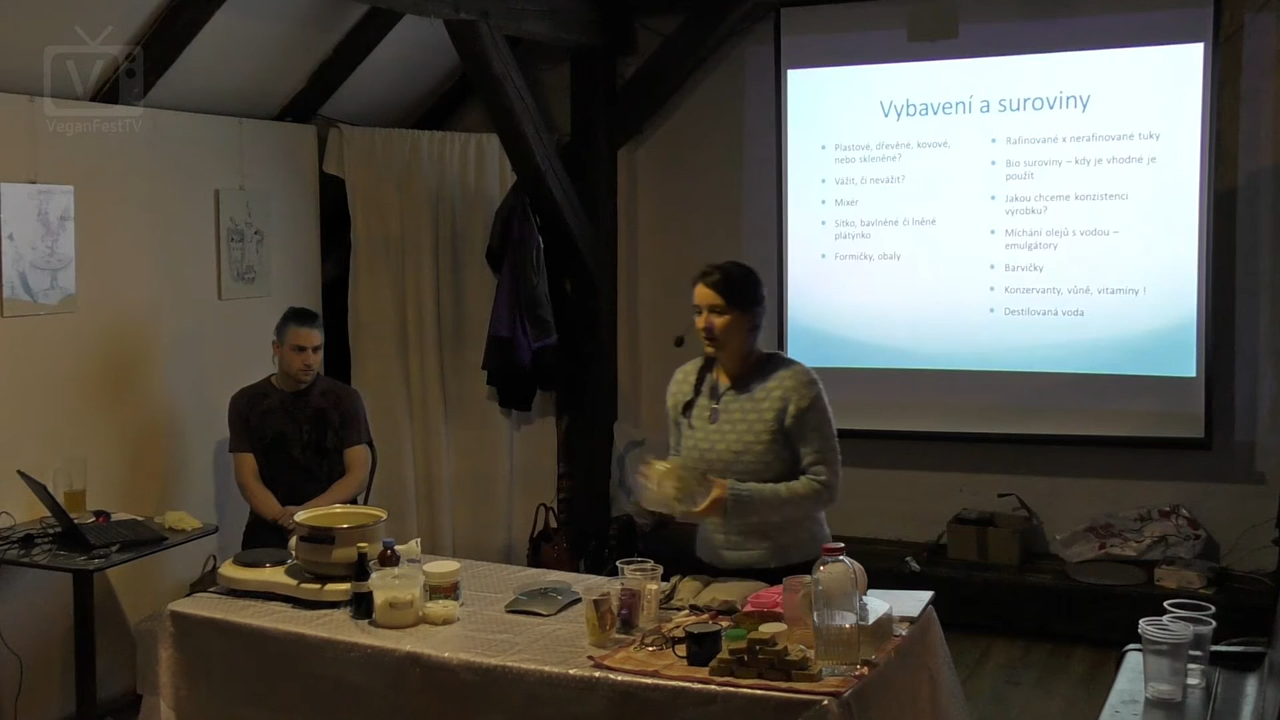 V
VeganFestTV
Vybavení a suroviny
Plastové, dřevěné, kovové,
nebo skleněné?
Vážit, či nevážit?
Mixér
Sítko, bavlněné či lněné
plátýnko
Formičky, obaly
Rafinované x nerafinované tuky
Bio suroviny – kdy je vhodné je
použít
Jakou chceme konzistenci
výrobku?
Míchání olejů s vodou –
emulgátory
Barvičky
Konzervanty, vůně, vitamíny !
Destilovaná voda